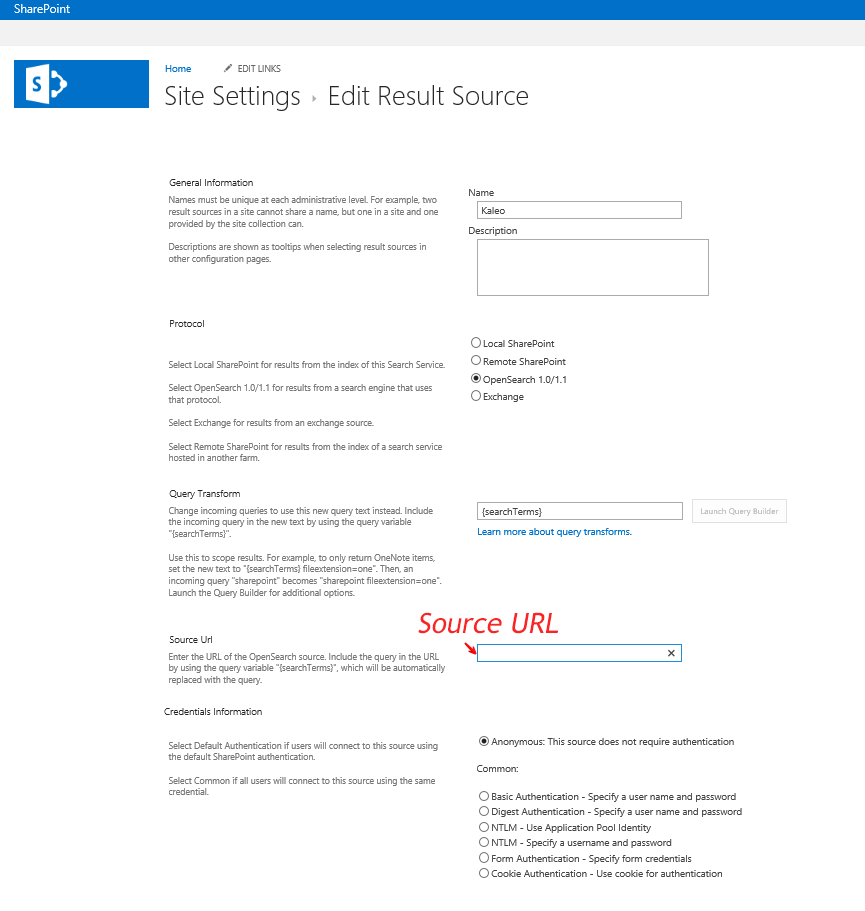 SharePoint
Home
EDIT LINKS
S
Site Settings › Edit Result Source
General Information
Names must be unique at each administrative level. For example, two
result sources in a site cannot share a name, but one in a site and one
provided by the site collection can.
Descriptions are shown as tooltips when selecting result sources in
other configuration pages.
Name
Kaleo
Description
Protocol
Select Local SharePoint for results from the index of this Search Service.
Select OpenSearch 1.0/1.1 for results from a search engine that uses
that protocol.
Select Exchange for results from an exchange source.
Select Remote SharePoint for results from the index of a search service
hosted in another farm.
Local SharePoint
Remote SharePoint
OpenSearch 1.0/1.1
Exchange
Query Transform
Change incoming queries to use this new query text instead. Include
the incoming query in the new text by using the query variable
"{searchTerms}".
Use this to scope results. For example, to only return OneNote items,
set the new text to "{searchTerms} fileextension=one". Then, an
incoming query "sharepoint" becomes "sharepoint fileextension=one".
Launch the Query Builder for additional options.
{searchTerms}
Launch Query Builder
Learn more about query transforms.
Source URL
Source Url
Enter the URL of the OpenSearch source. Include the query in the URL
by using the query variable "{searchTerms}", which will be automatically
replaced with the query.
Credentials Information
Select Default Authentication if users will connect to this source using
the default SharePoint authentication.
Select Common if all users will connect to this source using the same
credential.
Anonymous: This source does not require authentication
Common:
Basic Authentication - Specify a user name and password
Digest Authentication - Specify a user name and password
NTLM - Use Application Pool Identity
NTLM - Specify a username and password
Form Authentication - Specify form credentials
Cookie Authentication - Use cookie for authentication